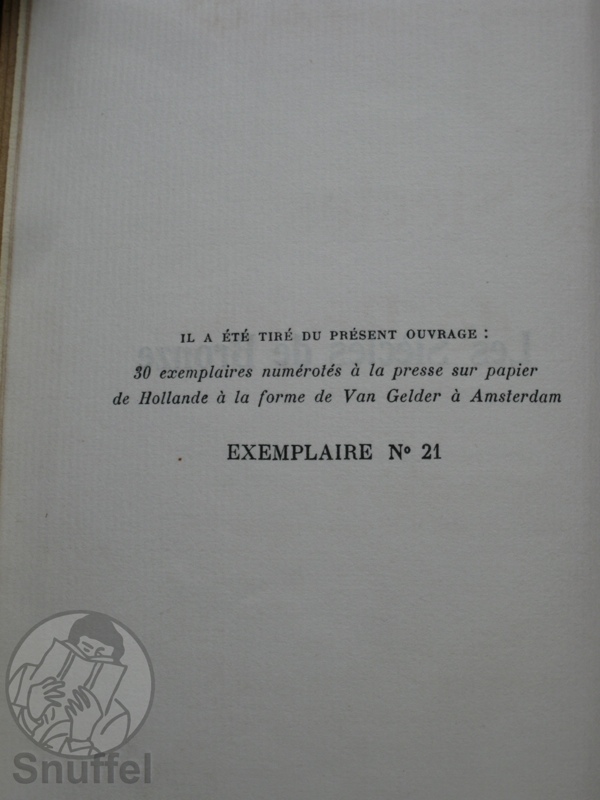 IL A ÉTÉ TIRÉ DU PRÉSENT OUVRAGE :
30 exemplaires numérotés à la presse sur papier
de Hollande à la forme de Van Gelder à Amsterdam
EXEMPLAIRE Nº 21
Snuffel